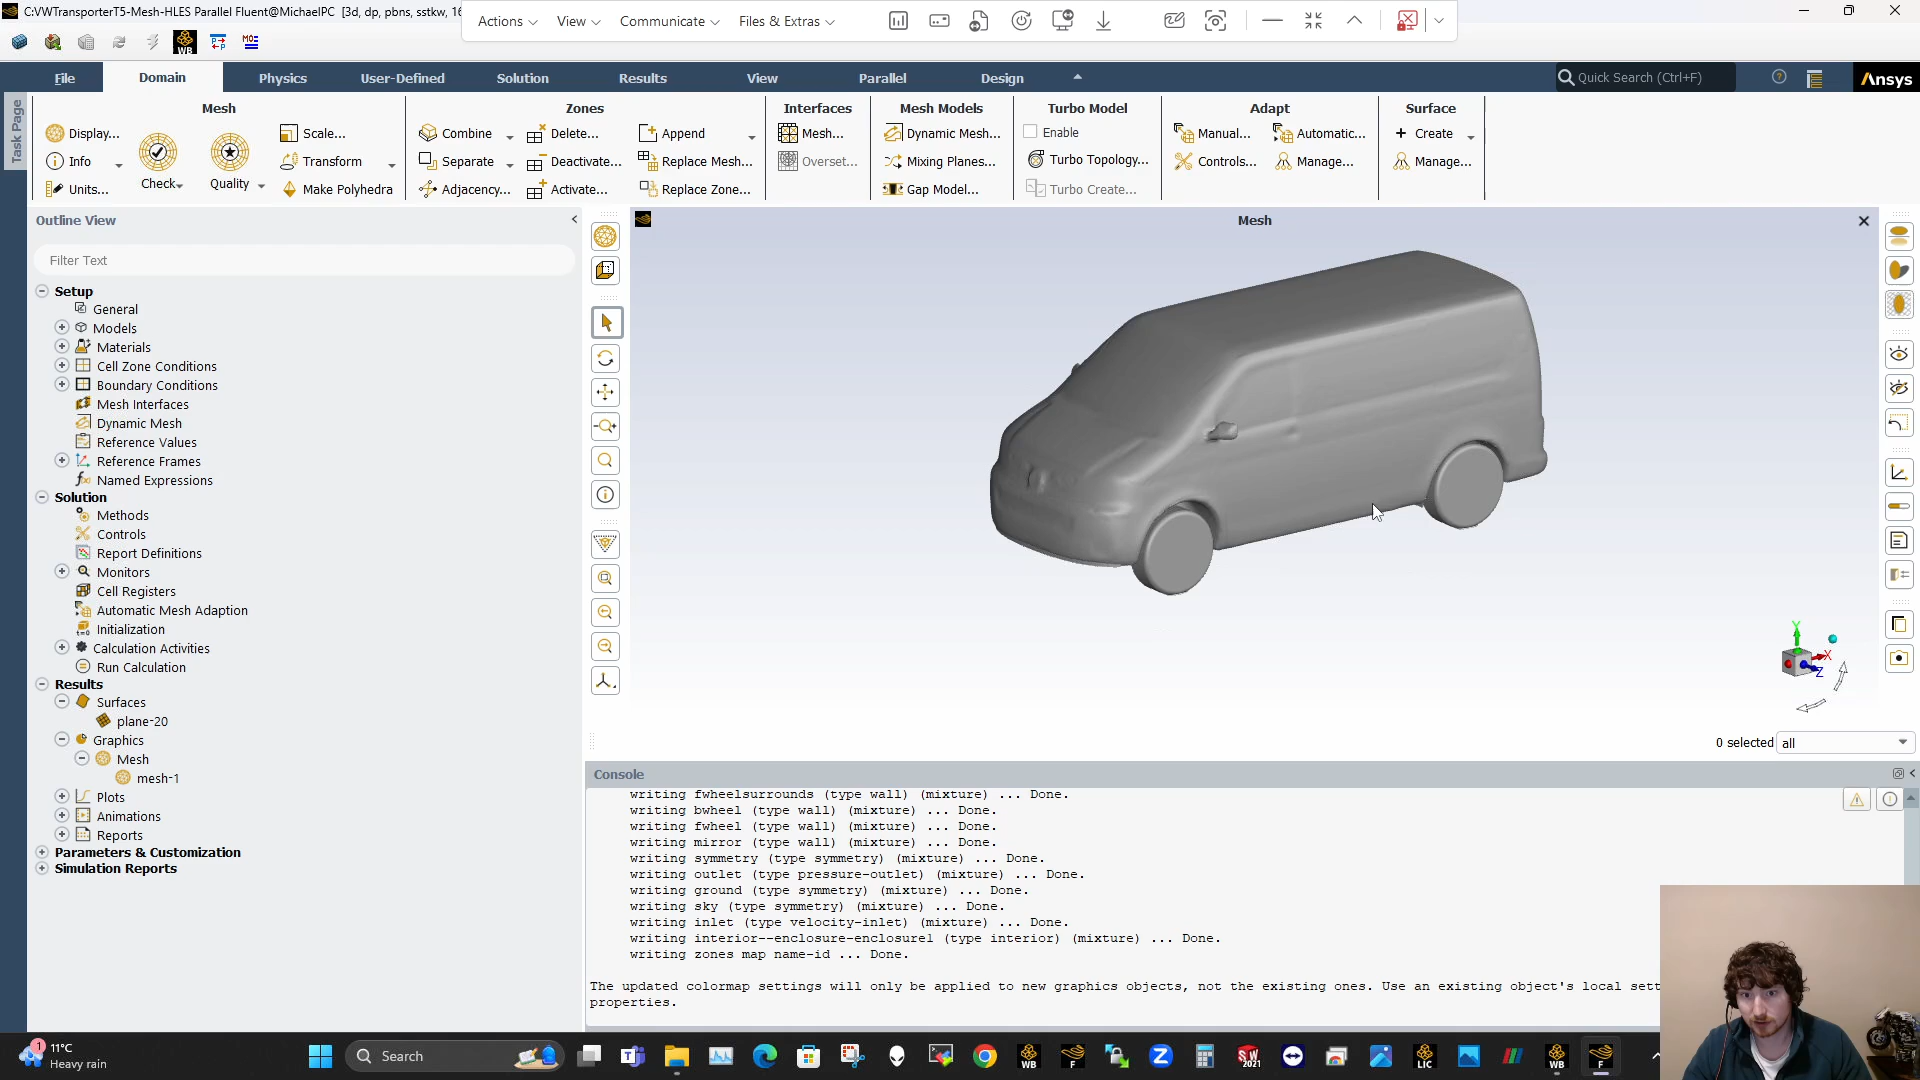 C:VWTransporterT5-Mesh-HLES Parallel Fluent@MichaelPC [3d, dp, pbns, sstkw, 16
Actions View Communicate Files & Extras
WB
File Domain Physics User-Defined Solution Results View Parallel Design
Quick Search (Ctrl+F)
Ansys
Task Page
Mesh
Display...
Info
Units...
Check
Quality
Scale...
Transform
Make Polyhedra
Zones
Combine
Separate
Adjacency...
Delete...
Deactivate...
Activate...
Append
Replace Mesh...
Replace Zone...
Interfaces
Mesh...
Overset...
Mesh Models
Dynamic Mesh...
Mixing Planes...
Gap Model...
Turbo Model
Enable
Turbo Topology...
Turbo Create...
Adapt
Manual...
Controls...
Automatic...
Manage...
Surface
Create
Manage...
Outline View
Filter Text
Setup
General
Models
Materials
Cell Zone Conditions
Boundary Conditions
Mesh Interfaces
Dynamic Mesh
Reference Values
Reference Frames
Named Expressions
Solution
Methods
Controls
Report Definitions
Monitors
Cell Registers
Automatic Mesh Adaption
Initialization
Calculation Activities
Run Calculation
Results
Surfaces
plane-20
Graphics
Mesh
mesh-1
Plots
Animations
Reports
Parameters & Customization
Simulation Reports
Mesh
Y
X
Z
0 selected all
Console
writing fwheelsurrounds (type wall) (mixture) ... Done.
writing bwheel (type wall) (mixture) ... Done.
writing fwheel (type wall) (mixture) ... Done.
writing mirror (type wall) (mixture) ... Done.
writing symmetry (type symmetry) (mixture) ... Done.
writing outlet (type pressure-outlet) (mixture) ... Done.
writing ground (type symmetry) (mixture) ... Done.
writing sky (type symmetry) (mixture) ... Done.
writing inlet (type velocity-inlet) (mixture) ... Done.
writing interior--enclosure-enclosure1 (type interior) (mixture) ... Done.
writing zones map name-id ... Done.
The updated colormap settings will only be applied to new graphics objects, not the existing ones. Use an existing object's local sett
properties.
1
11°C
Heavy rain
Search
WB
F
SW
2021
LIC
WB
F